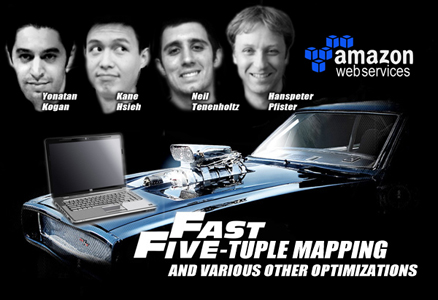 amazon
webservices
Yonatan
Kogan
Kane
Hsieh
Neil
Tenenholtz
Hanspeter
Pfister
FAST
FIVE-TUPLE MAPPING
AND VARIOUS OTHER OPTIMIZATIONS